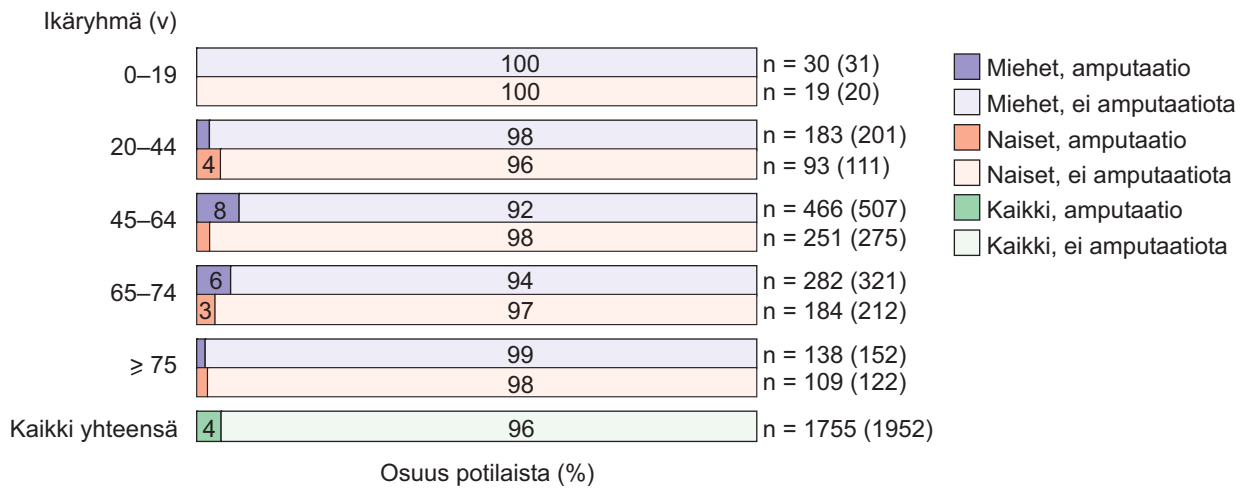 Ikäryhmä (v)
0–19
100
n = 30 (31)
100
n = 19 (20)
20–44
98
n = 183 (201)
4
96
n = 93 (111)
45–64
8
92
n = 466 (507)
98
n = 251 (275)
65–74
6
94
n = 282 (321)
3
97
n = 184 (212)
⩾ 75
99
n = 138 (152)
98
n = 109 (122)
Kaikki yhteensä
4
96
n = 1755 (1952)
Osuus potilaista (%)
Miehet, amputaatio
Miehet, ei amputaatiota
Naiset, amputaatio
Naiset, ei amputaatiota
Kaikki, amputaatio
Kaikki, ei amputaatiota